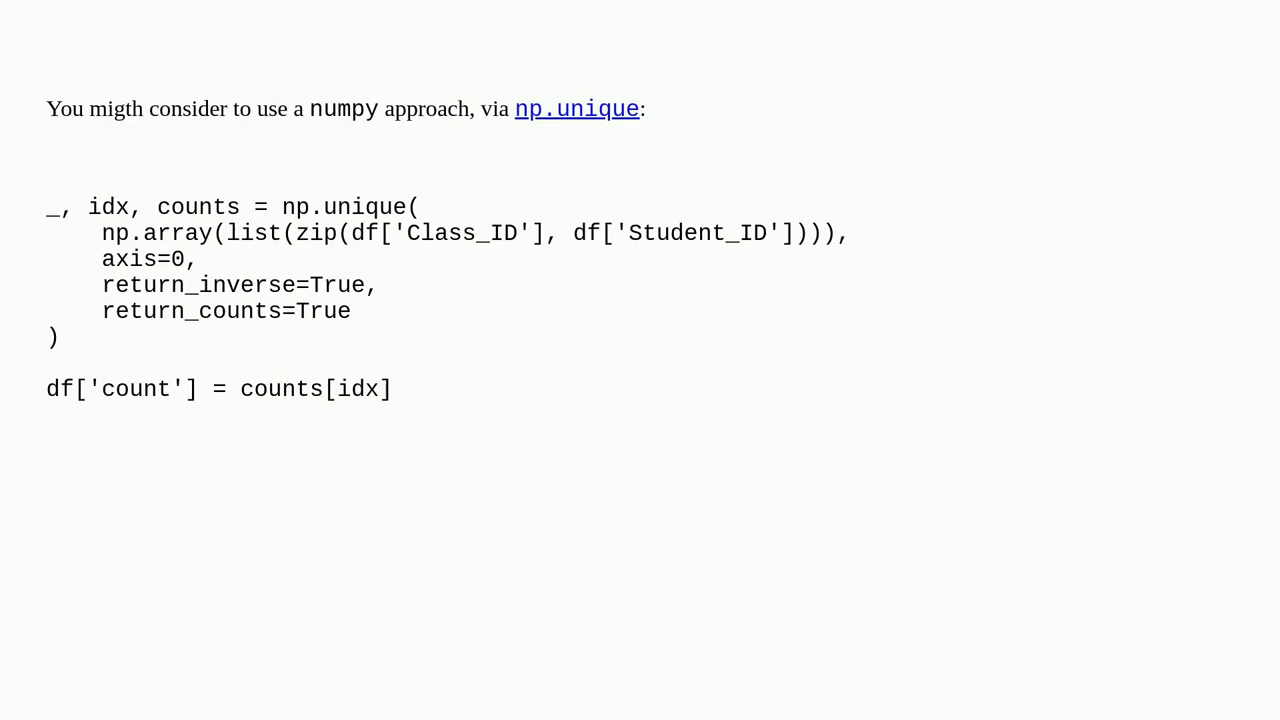 You migth consider to use a numpy approach, via np.unique:
_, idx, counts = np.unique(
    np.array(list(zip(df['Class_ID'], df['Student_ID']))),
    axis=0,
    return_inverse=True,
    return_counts=True
)
df['count'] = counts[idx]